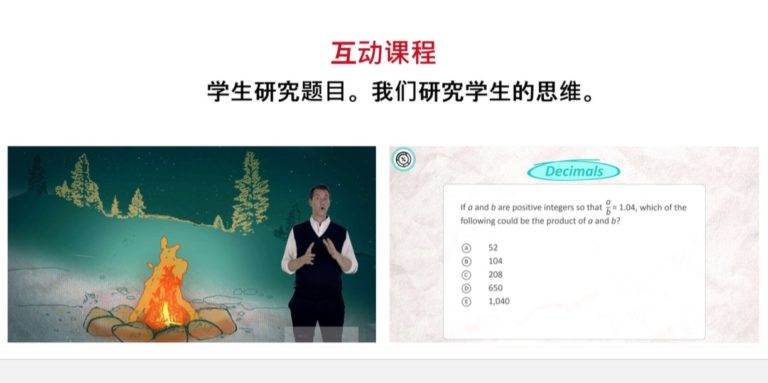 互动课程
学生研究题目。我们研究学生的思维。
Decimals
If a and b are positive integers so that a/b = 1.04, which of the
following could be the product of a and b?
A 52
B 104
C 208
D 650
E 1,040